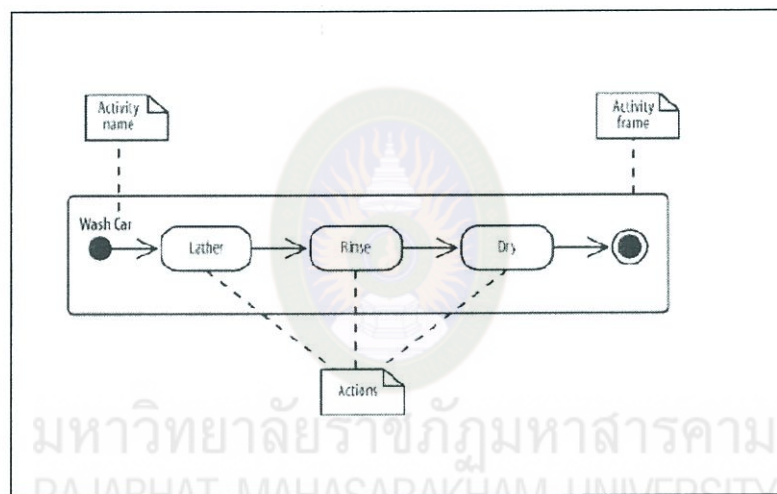 Activity
name
Activity
frame
Wash Car
Lather
Rinse
Dry
Actions
มหาวิทยาลัยราชภัฏมหาสารคาม
RAJABHAT MAHASARAKHAM UNIVERSITY